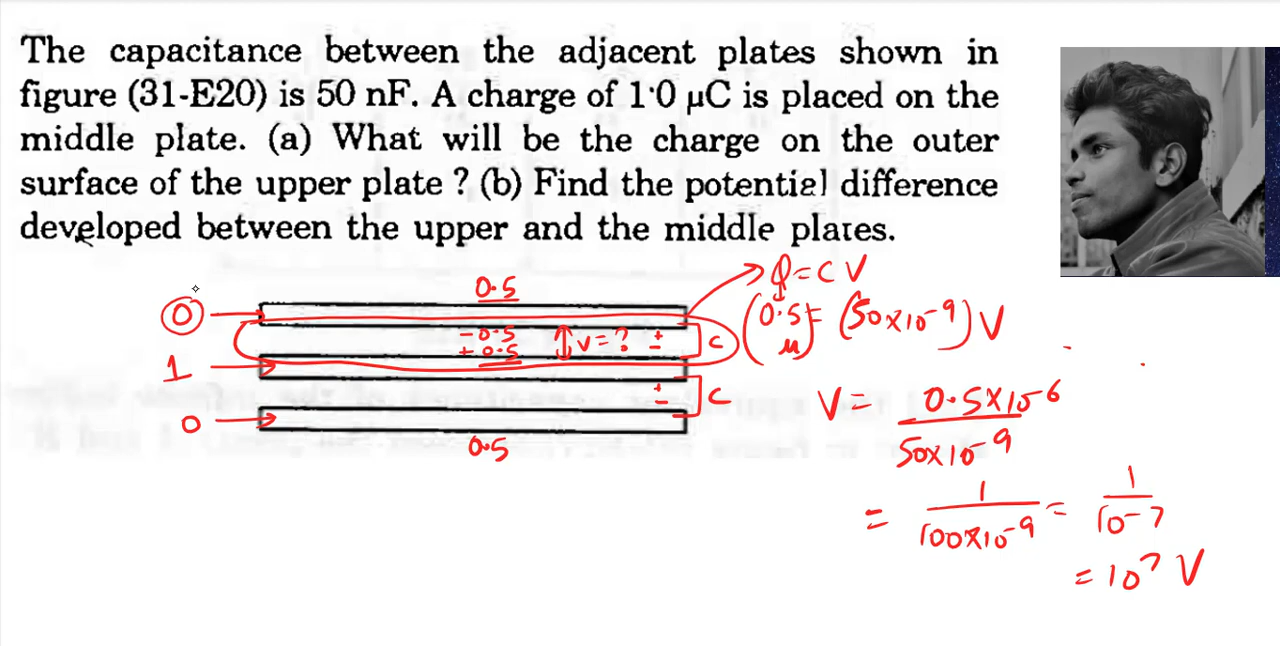 The capacitance between the adjacent plates shown in
figure (31-E20) is 50 nF. A charge of 1·0 μC is placed on the
middle plate. (a) What will be the charge on the outer
surface of the upper plate ? (b) Find the potential difference
developed between the upper and the middle plates.
0.5
Q = C V
0
-0.5
+0.5
V = ?
+
-
C
(0.5 μ) = (50×10⁻⁹) V
1
+
-
C
0
0.5
V = 0.5×10⁻⁶
50×10⁻⁹
= 1
100×10⁻⁹
= 1
10⁻⁷
= 10⁷ V